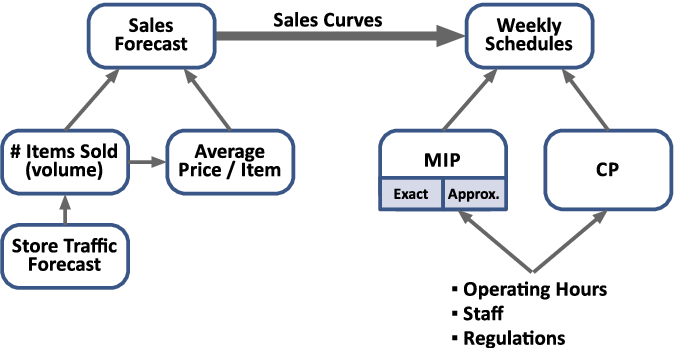 Sales
Forecast
Sales Curves
Weekly
Schedules
# Items Sold
(volume)
Average
Price / Item
MIP
Exact
Approx.
CP
Store Traffic
Forecast
▪ Operating Hours
▪ Staff
▪ Regulations